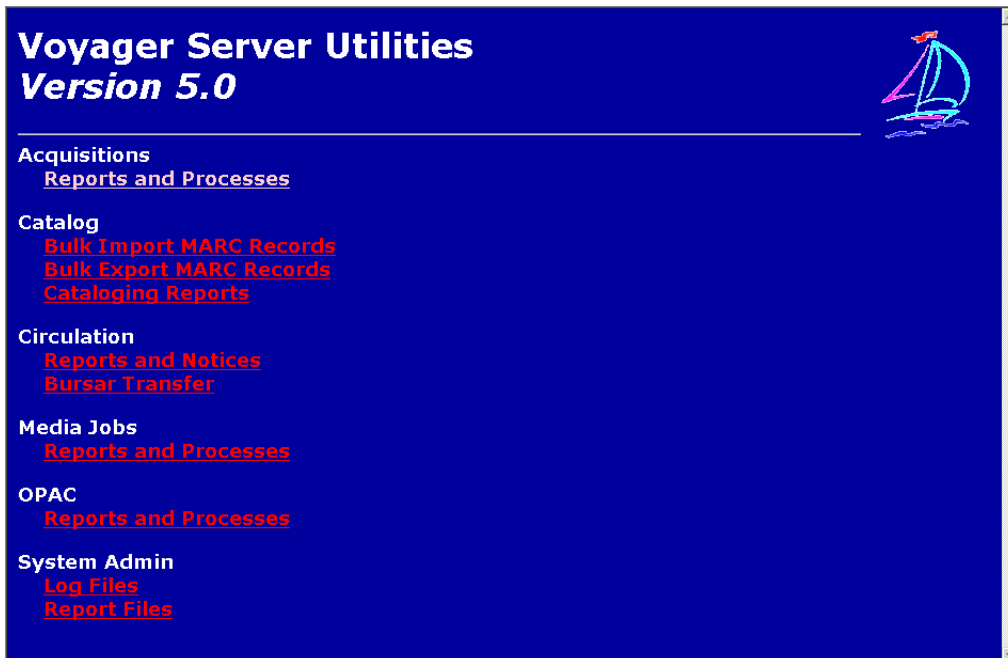 Voyager Server Utilities
Version 5.0
Acquisitions
Reports and Processes
Catalog
Bulk Import MARC Records
Bulk Export MARC Records
Cataloging Reports
Circulation
Reports and Notices
Bursar Transfer
Media Jobs
Reports and Processes
OPAC
Reports and Processes
System Admin
Log Files
Report Files